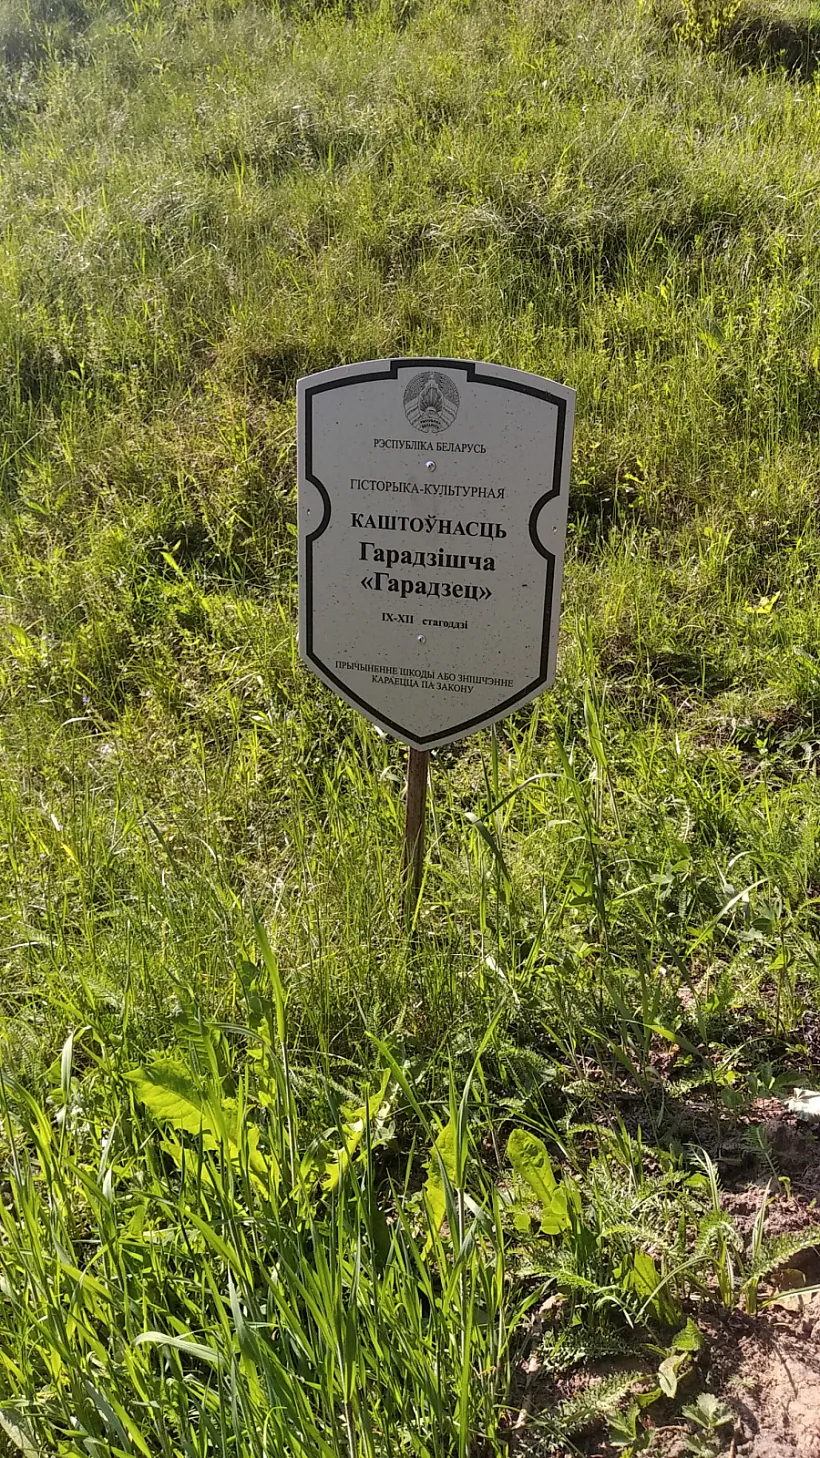 РЭСПУБЛІКА БЕЛАРУСЬ
ГІСТОРЫКА-КУЛЬТУРНАЯ
КАШТОЎНАСЦЬ
Гарадзішча
«Гарадзец»
IX-XII стагоддзі
ПРЫЧЫНЕННЕ ШКОДЫ АБО ЗНІШЧЭННЕ
КАРАЕЦЦА ПА ЗАКОНУ